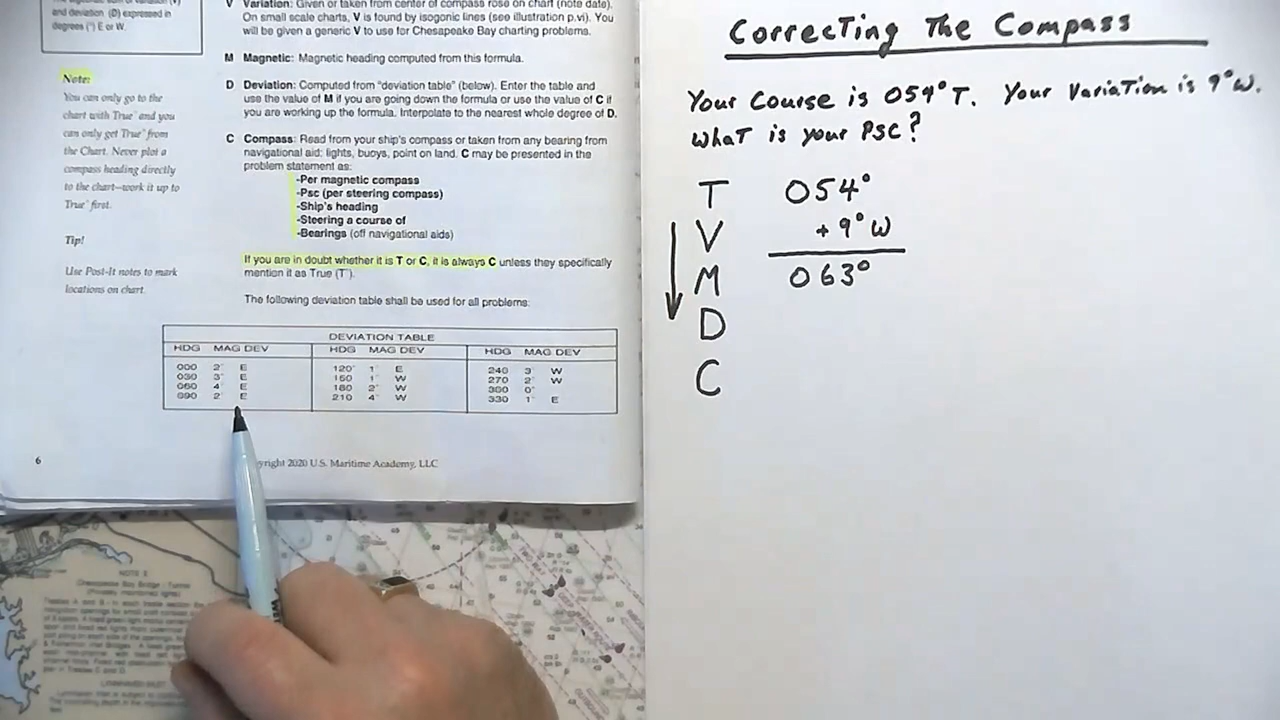 and deviation. (D) expressed in
degrees (°) E or W.
V Variation: Given or taken from center of compass rose on chart (note date).
On small scale charts, V is found by isogonic lines (see illustration p.vi). You
will be given a generic V to use for Chesapeake Bay charting problems.
M Magnetic: Magnetic heading computed from this formula.
D Deviation: Computed from "deviation table" (below). Enter the table and
use the value of M if you are going down the formula or use the value of C if
you are working up the formula. Interpolate to the nearest whole degree of D.
C Compass: Read from your ship's compass or taken from any bearing from
navigational aid; lights, buoys, point on land. C may be presented in the
problem statement as:
-Per magnetic compass
-Psc (per steering compass)
-Ship's heading
-Steering a course of
-Bearings (off navigational aids)
If you are in doubt whether it is T or C, it is always C unless they specifically
mention it as True (T°).
The following deviation table shall be used for all problems:
Note:
You can only go to the
chart with True° and you
can only get True° from
the Chart. Never plot a
compass heading directly
to the chart—work it up to
True° first.
Tip!
Use Post-It notes to mark
locations on chart.
DEVIATION TABLE
HDG MAG DEV HDG MAG DEV HDG MAG DEV
000 2° E 120° 1° E 240 3° W
030 3° E 150 1° W 270 2° W
060 4° E 180 2° W 300 0°
090 2° E 210 4° W 330 1° E
6
2020 U.S. Maritime Academy, LLC
NOTE
Chesapeake Bay Bridge - Tunnel
(Privately maintained lights)
Correcting The Compass
Your Course is 054° T. Your Variation is 9° W.
What is your PSC?
T 054°
V + 9° W
M 063°
D
C